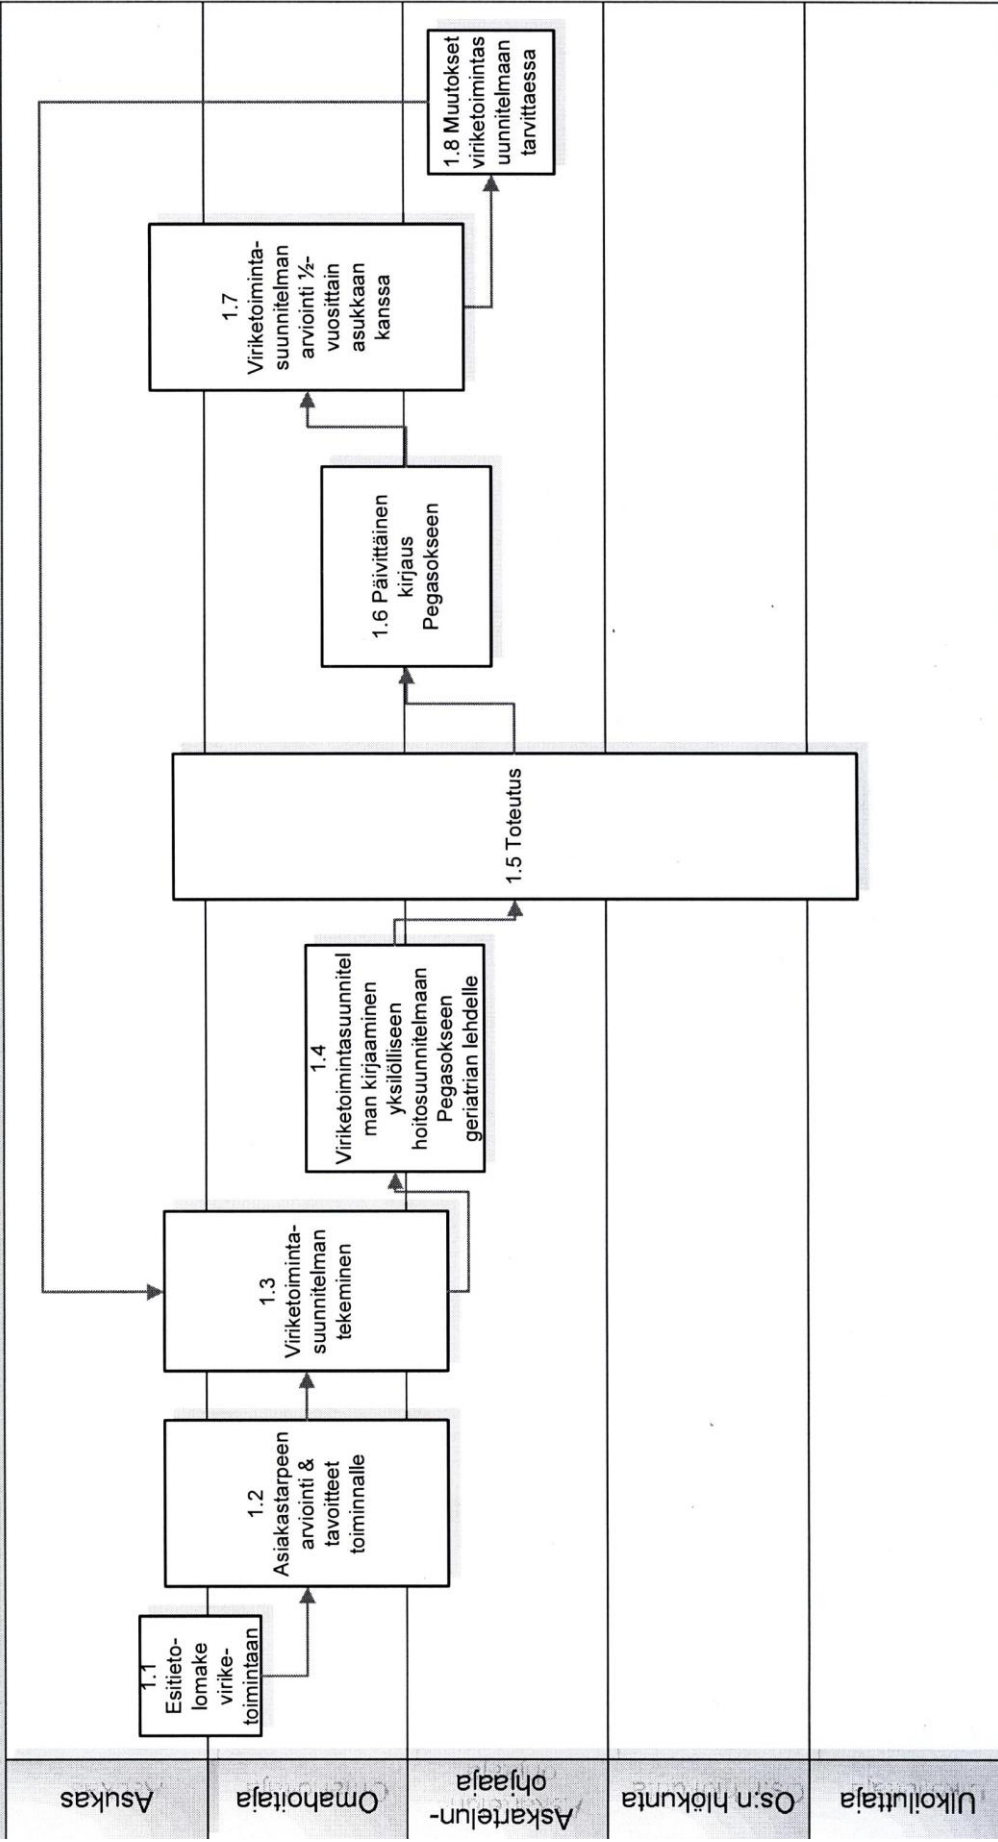 Asukas
Omahoitaja
Askartelun-
ohjaaja
Os:n hlökunta
Ulkoiluttaja
1.1
Esitieto-
lomake
virike-
toimintaan
1.2
Asiakastarpeen
arviointi &
tavoitteet
toiminnalle
1.3
Viriketoiminta-
suunnitelman
tekeminen
1.4
Viriketoimintasuunnitel
man kirjaaminen
yksilölliseen
hoitosuunnitelmaan
Pegasokseen
geriatrian lehdelle
1.5 Toteutus
1.6 Päivittäinen
kirjaus
Pegasokseen
1.7
Viriketoiminta-
suunnitelman
arviointi ½-
vuosittain
asukkaan
kanssa
1.8 Muutokset
viriketoimintas
uunnitelmaan
tarvittaessa